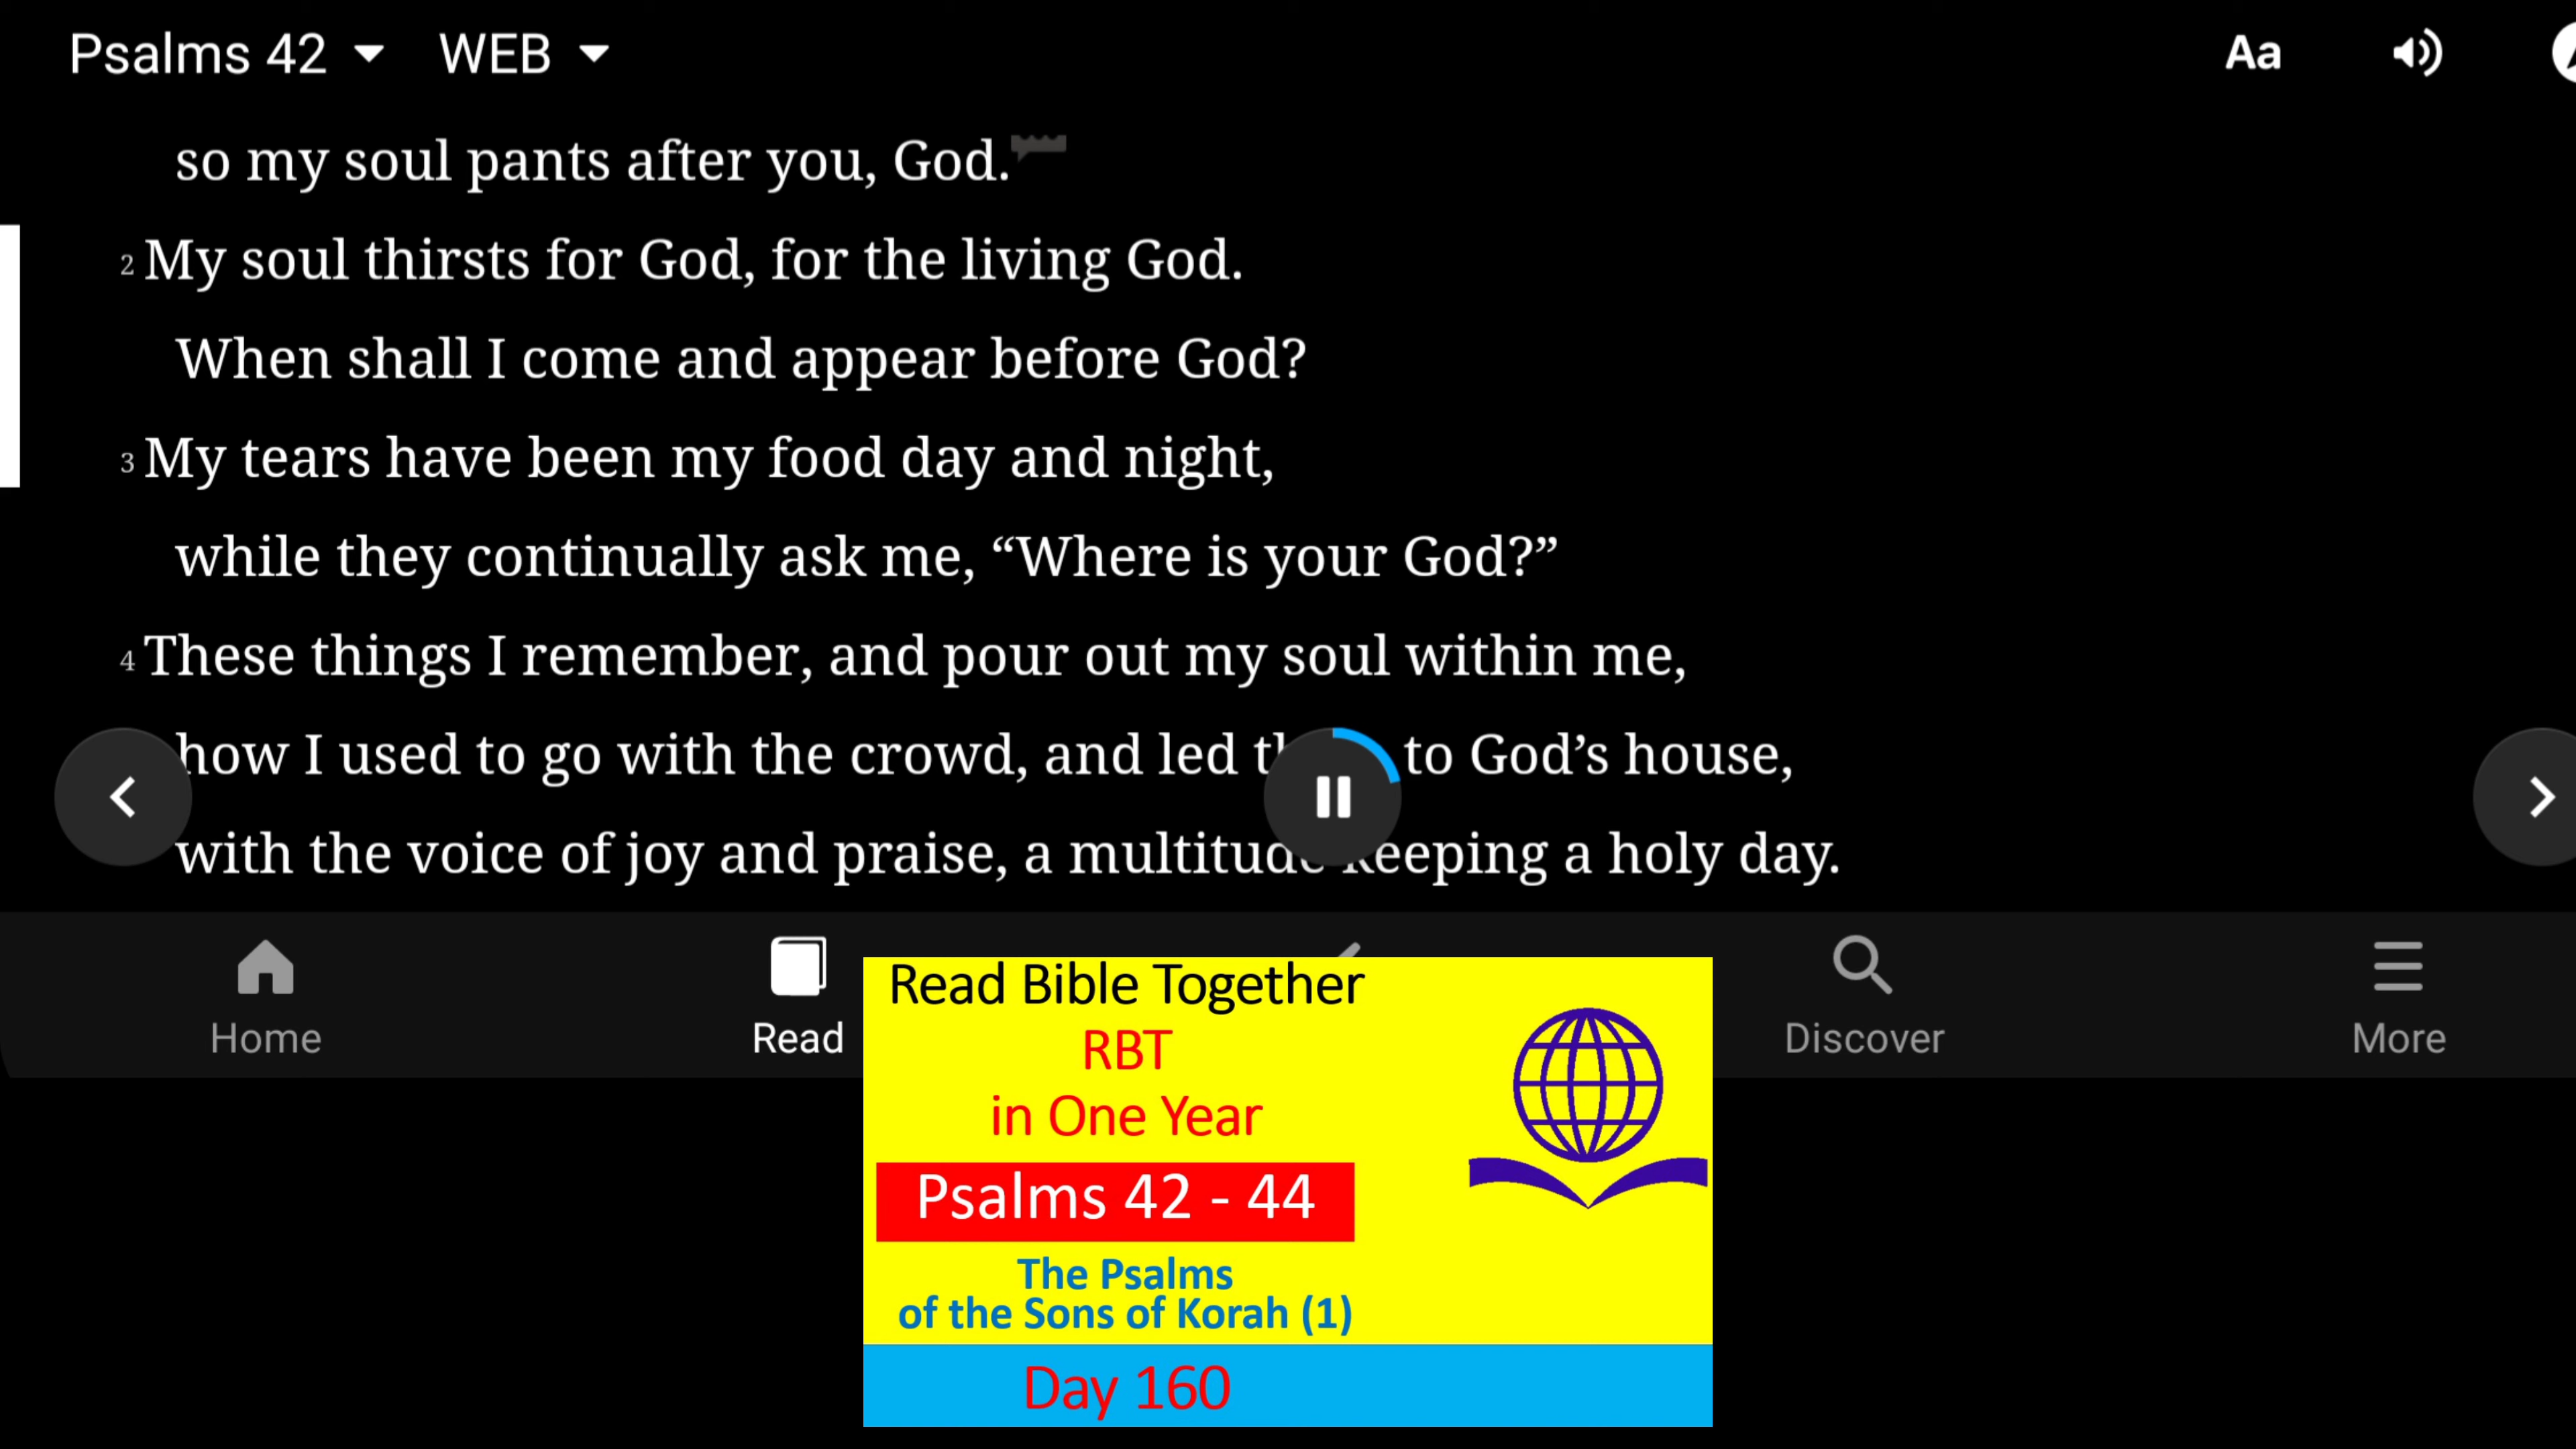 Psalms 42 WEB Aa
so my soul pants after you, God.
2 My soul thirsts for God, for the living God.
When shall I come and appear before God?
3 My tears have been my food day and night,
while they continually ask me, “Where is your God?”
4 These things I remember, and pour out my soul within me,
how I used to go with the crowd, and led to God’s house,
with the voice of joy and praise, a multitude keeping a holy day.
Home Read Discover More
Read Bible Together
RBT
in One Year
Psalms 42 - 44
The Psalms
of the Sons of Korah (1)
Day 160